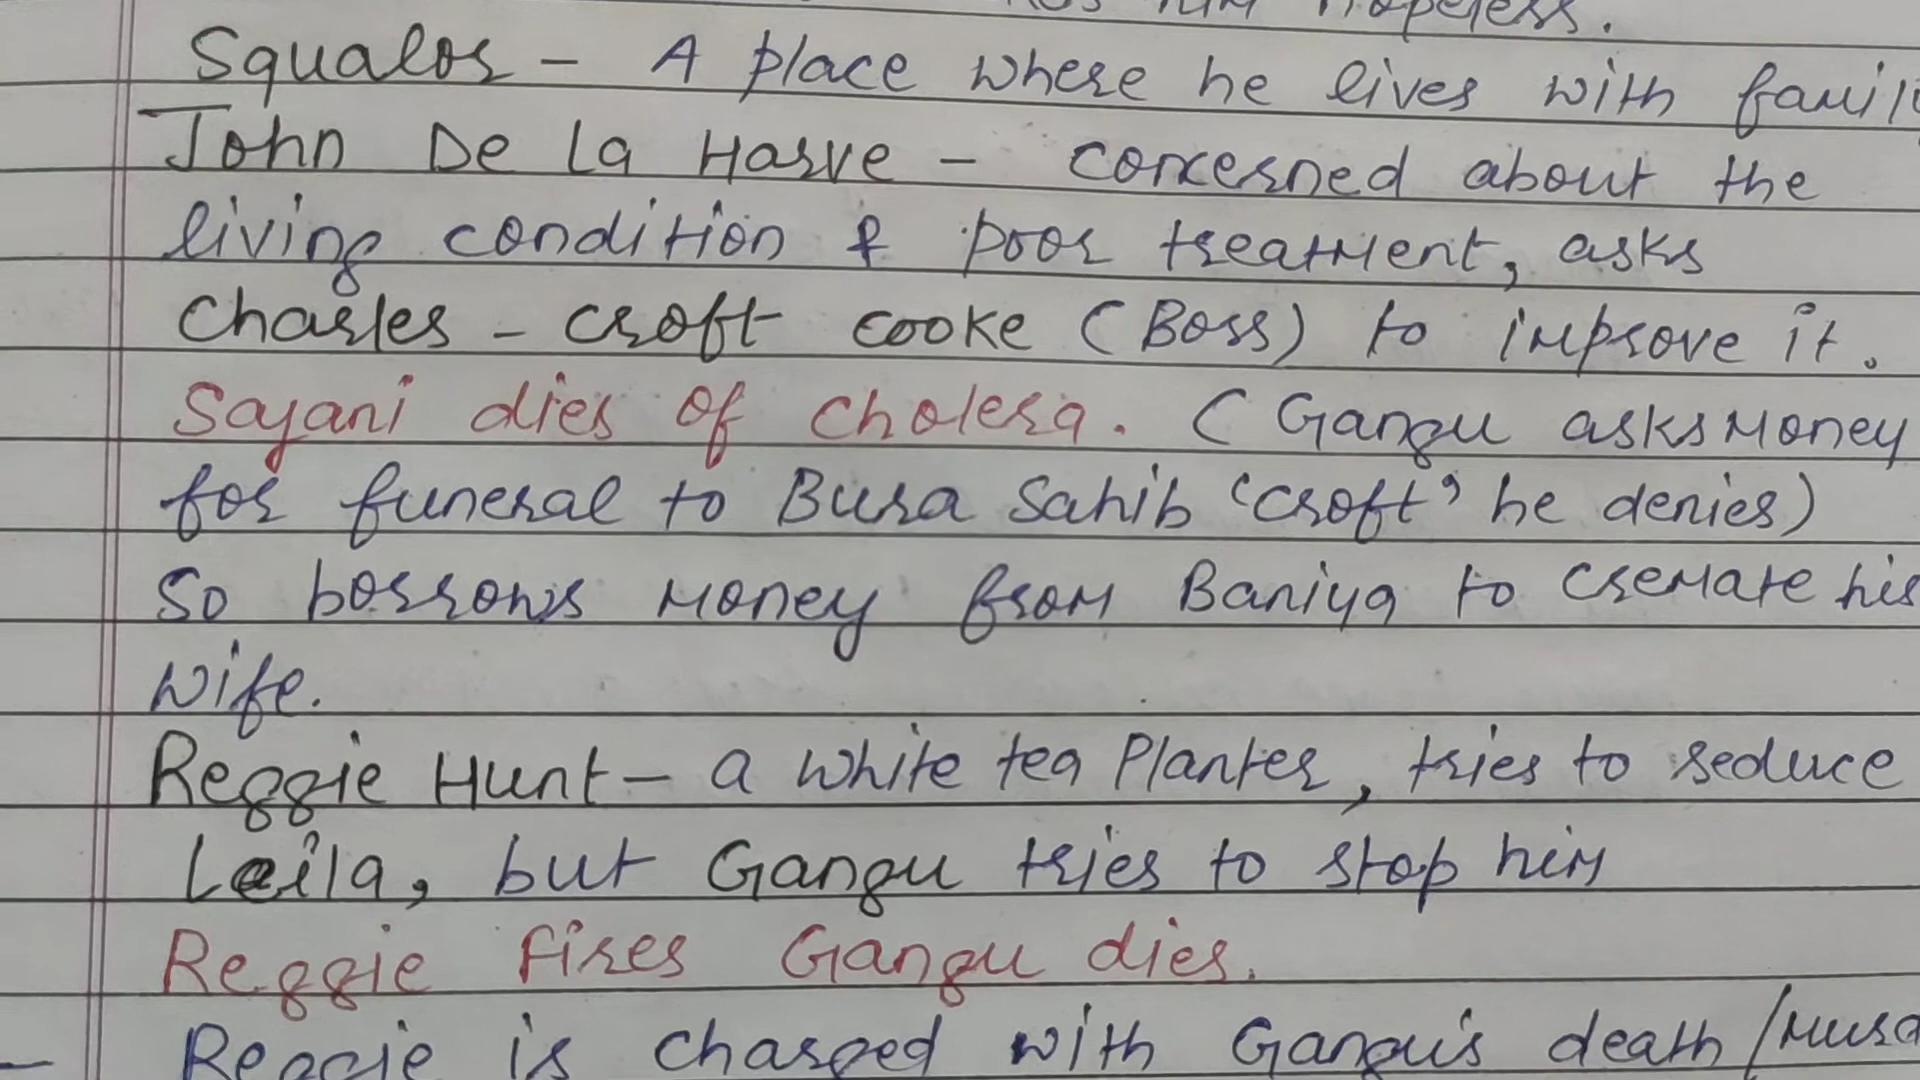 hopeless.
Squalor - A place where he lives with
John De La Harve - concerned about the
living condition & poor treatment, asks
Charles - Croft cooke (Boss) to improve it.
Sajani dies of cholera. (Gangu asks money
for funeral to Bura Sahib 'Croft' he denies)
So borrows money from Baniya to cremate his
wife.
Reggie Hunt - a white tea Planter, tries to seduce
Leila, but Gangu tries to stop him
Reggie fires Gangu dies.
- Reggie is charged with Gangu's death /